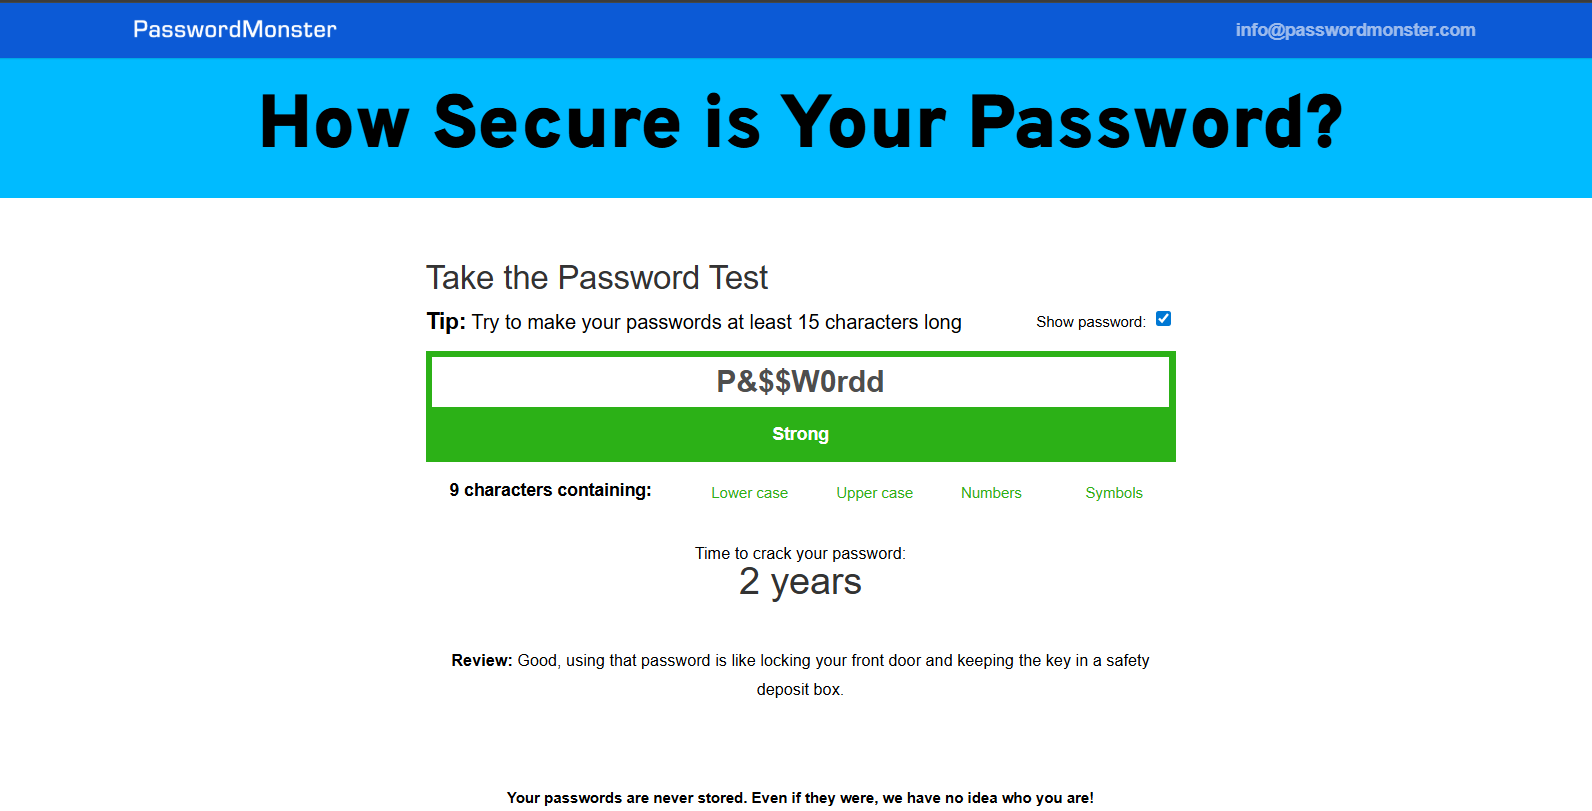 PasswordMonster
info@passwordmonster.com
How Secure is Your Password?
Take the Password Test
Tip: Try to make your passwords at least 15 characters long
Show password:
P&$$W0rdd
Strong
9 characters containing:
Lower case
Upper case
Numbers
Symbols
Time to crack your password:
2 years
Review: Good, using that password is like locking your front door and keeping the key in a safety
deposit box.
Your passwords are never stored. Even if they were, we have no idea who you are!